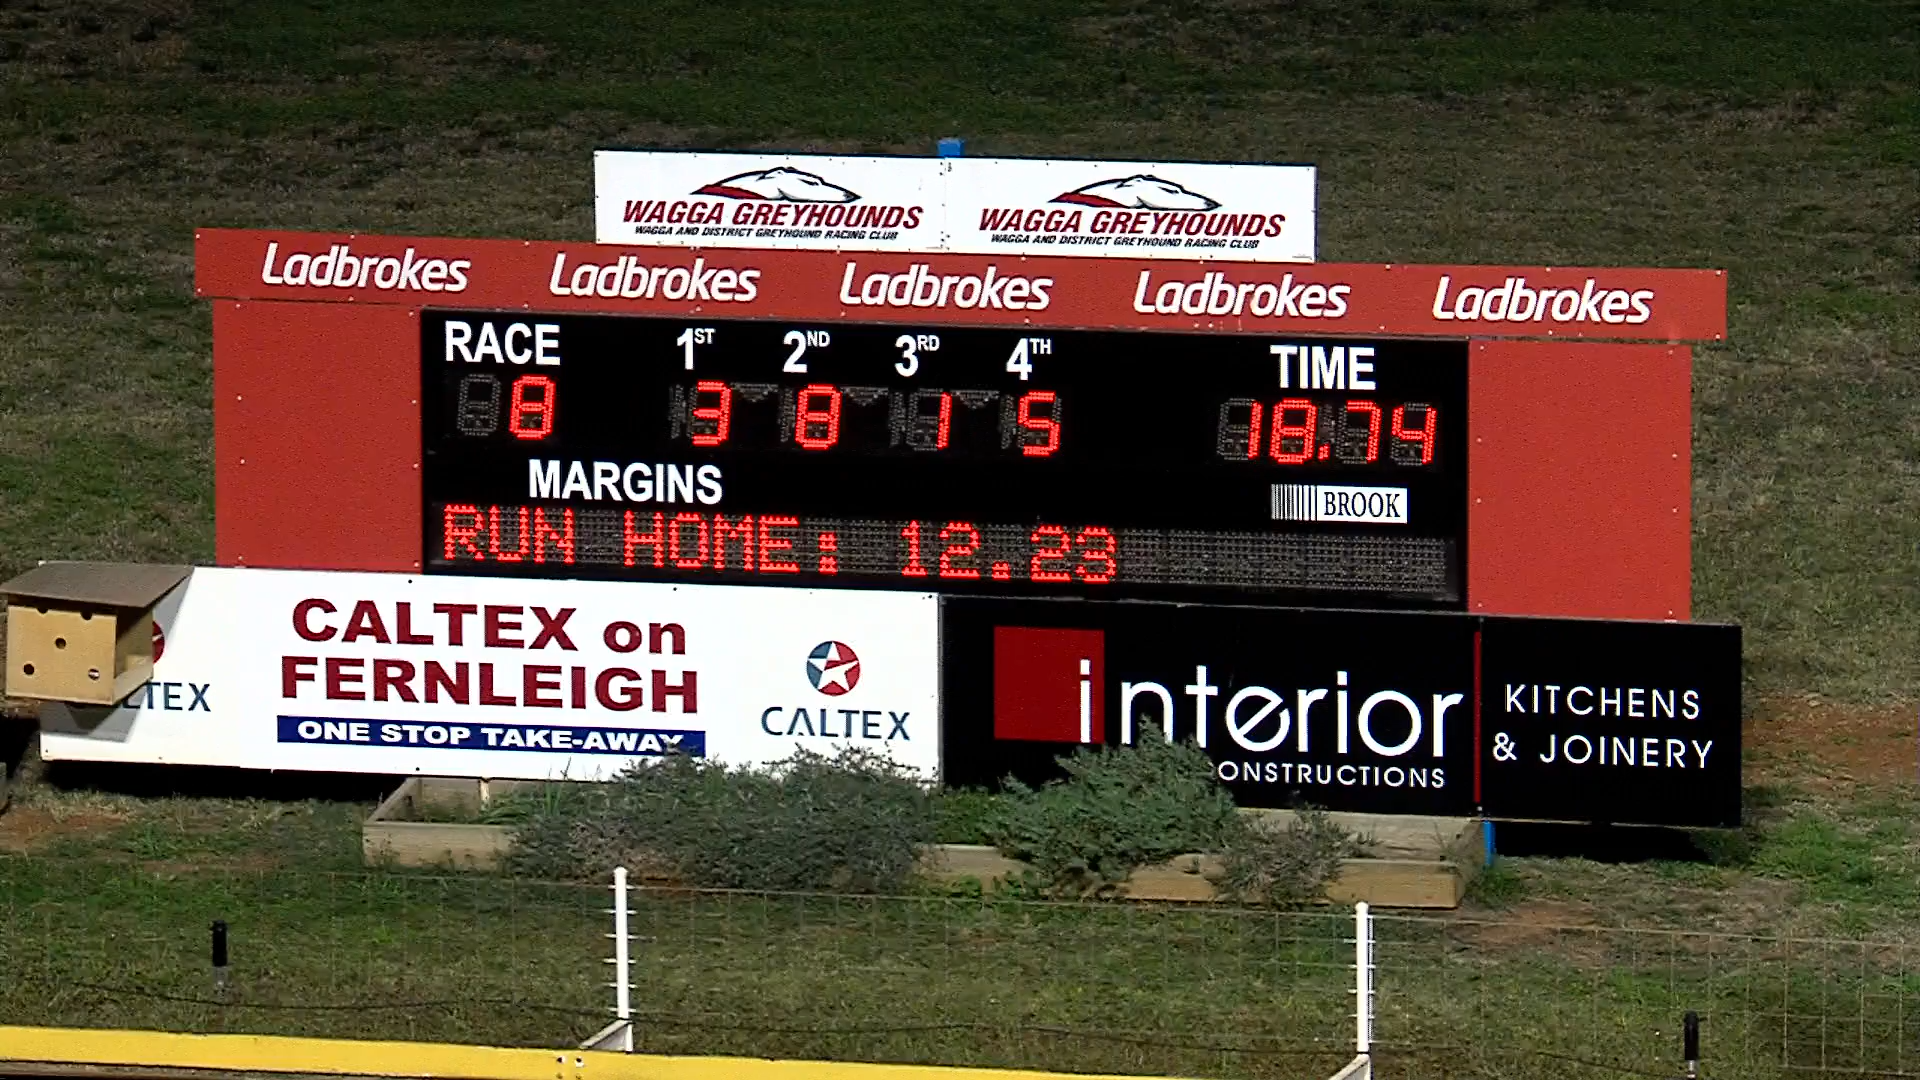 WAGGA GREYHOUNDS
WAGGA AND DISTRICT GREYHOUND RACING CLUB
WAGGA GREYHOUNDS
WAGGA AND DISTRICT GREYHOUND RACING CLUB
Ladbrokes Ladbrokes Ladbrokes Ladbrokes Ladbrokes
RACE 1ST 2ND 3RD 4TH TIME
8 3 8 1 5 18.74
MARGINS
BROOK
RUN HOME: 12.23
CALTEX on
FERNLEIGH
ONE STOP TAKE-AWAY
LTEX
CALTEX
interior
ONSTRUCTIONS
KITCHENS
& JOINERY